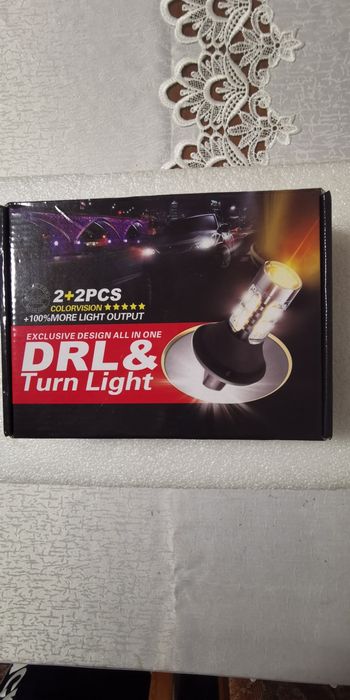 2+2PCS
COLORVISION ★★★★★
+100%MORE LIGHT OUTPUT
EXCLUSIVE DESIGN ALL IN ONE
DRL&
Turn Light